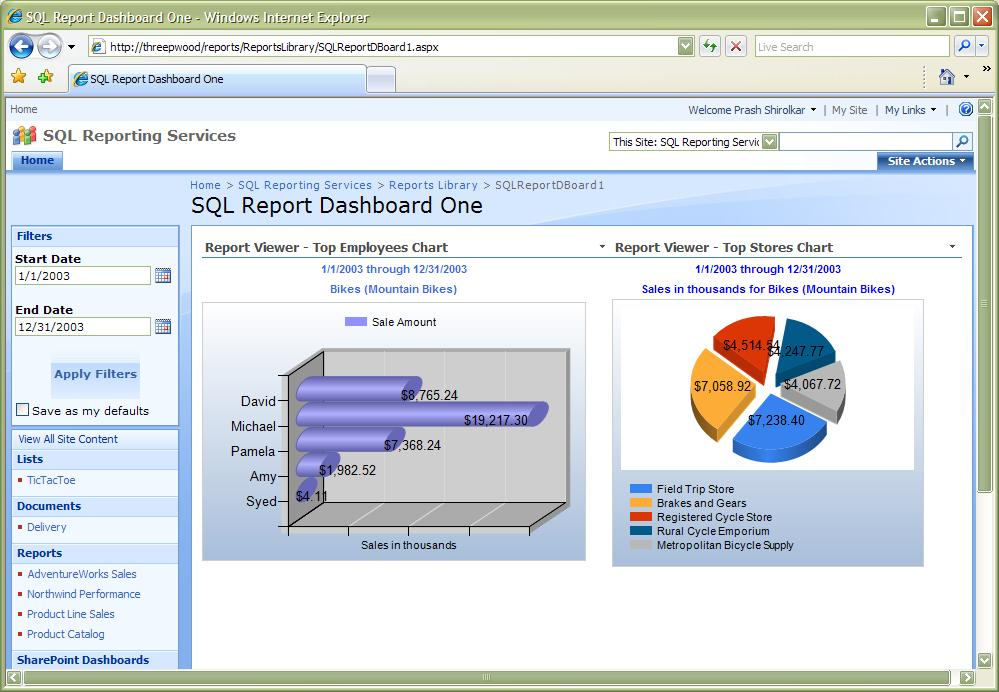 SQL Report Dashboard One - Windows Internet Explorer
http://threepwood/reports/ReportsLibrary/SQLReportDBoard1.aspx
Live Search
SQL Report Dashboard One
Home
Welcome Prash Shirolkar | My Site | My Links |
SQL Reporting Services
This Site: SQL Reporting Servic
Home
Site Actions
Home > SQL Reporting Services > Reports Library > SQLReportDBoard1
SQL Report Dashboard One
Filters
Start Date
1/1/2003
End Date
12/31/2003
Apply Filters
Save as my defaults
View All Site Content
Lists
TicTacToe
Documents
Delivery
Reports
AdventureWorks Sales
Northwind Performance
Product Line Sales
Product Catalog
SharePoint Dashboards
Report Viewer - Top Employees Chart
1/1/2003 through 12/31/2003
Bikes (Mountain Bikes)
Sale Amount
David
$8,765.24
Michael
$19,217.30
Pamela
$7,368.24
Amy
$1,982.52
Syed
$4.11
Sales in thousands
Report Viewer - Top Stores Chart
1/1/2003 through 12/31/2003
Sales in thousands for Bikes (Mountain Bikes)
$4,514.54
$4,247.77
$7,058.92
$4,067.72
$7,238.40
Field Trip Store
Brakes and Gears
Registered Cycle Store
Rural Cycle Emporium
Metropolitan Bicycle Supply